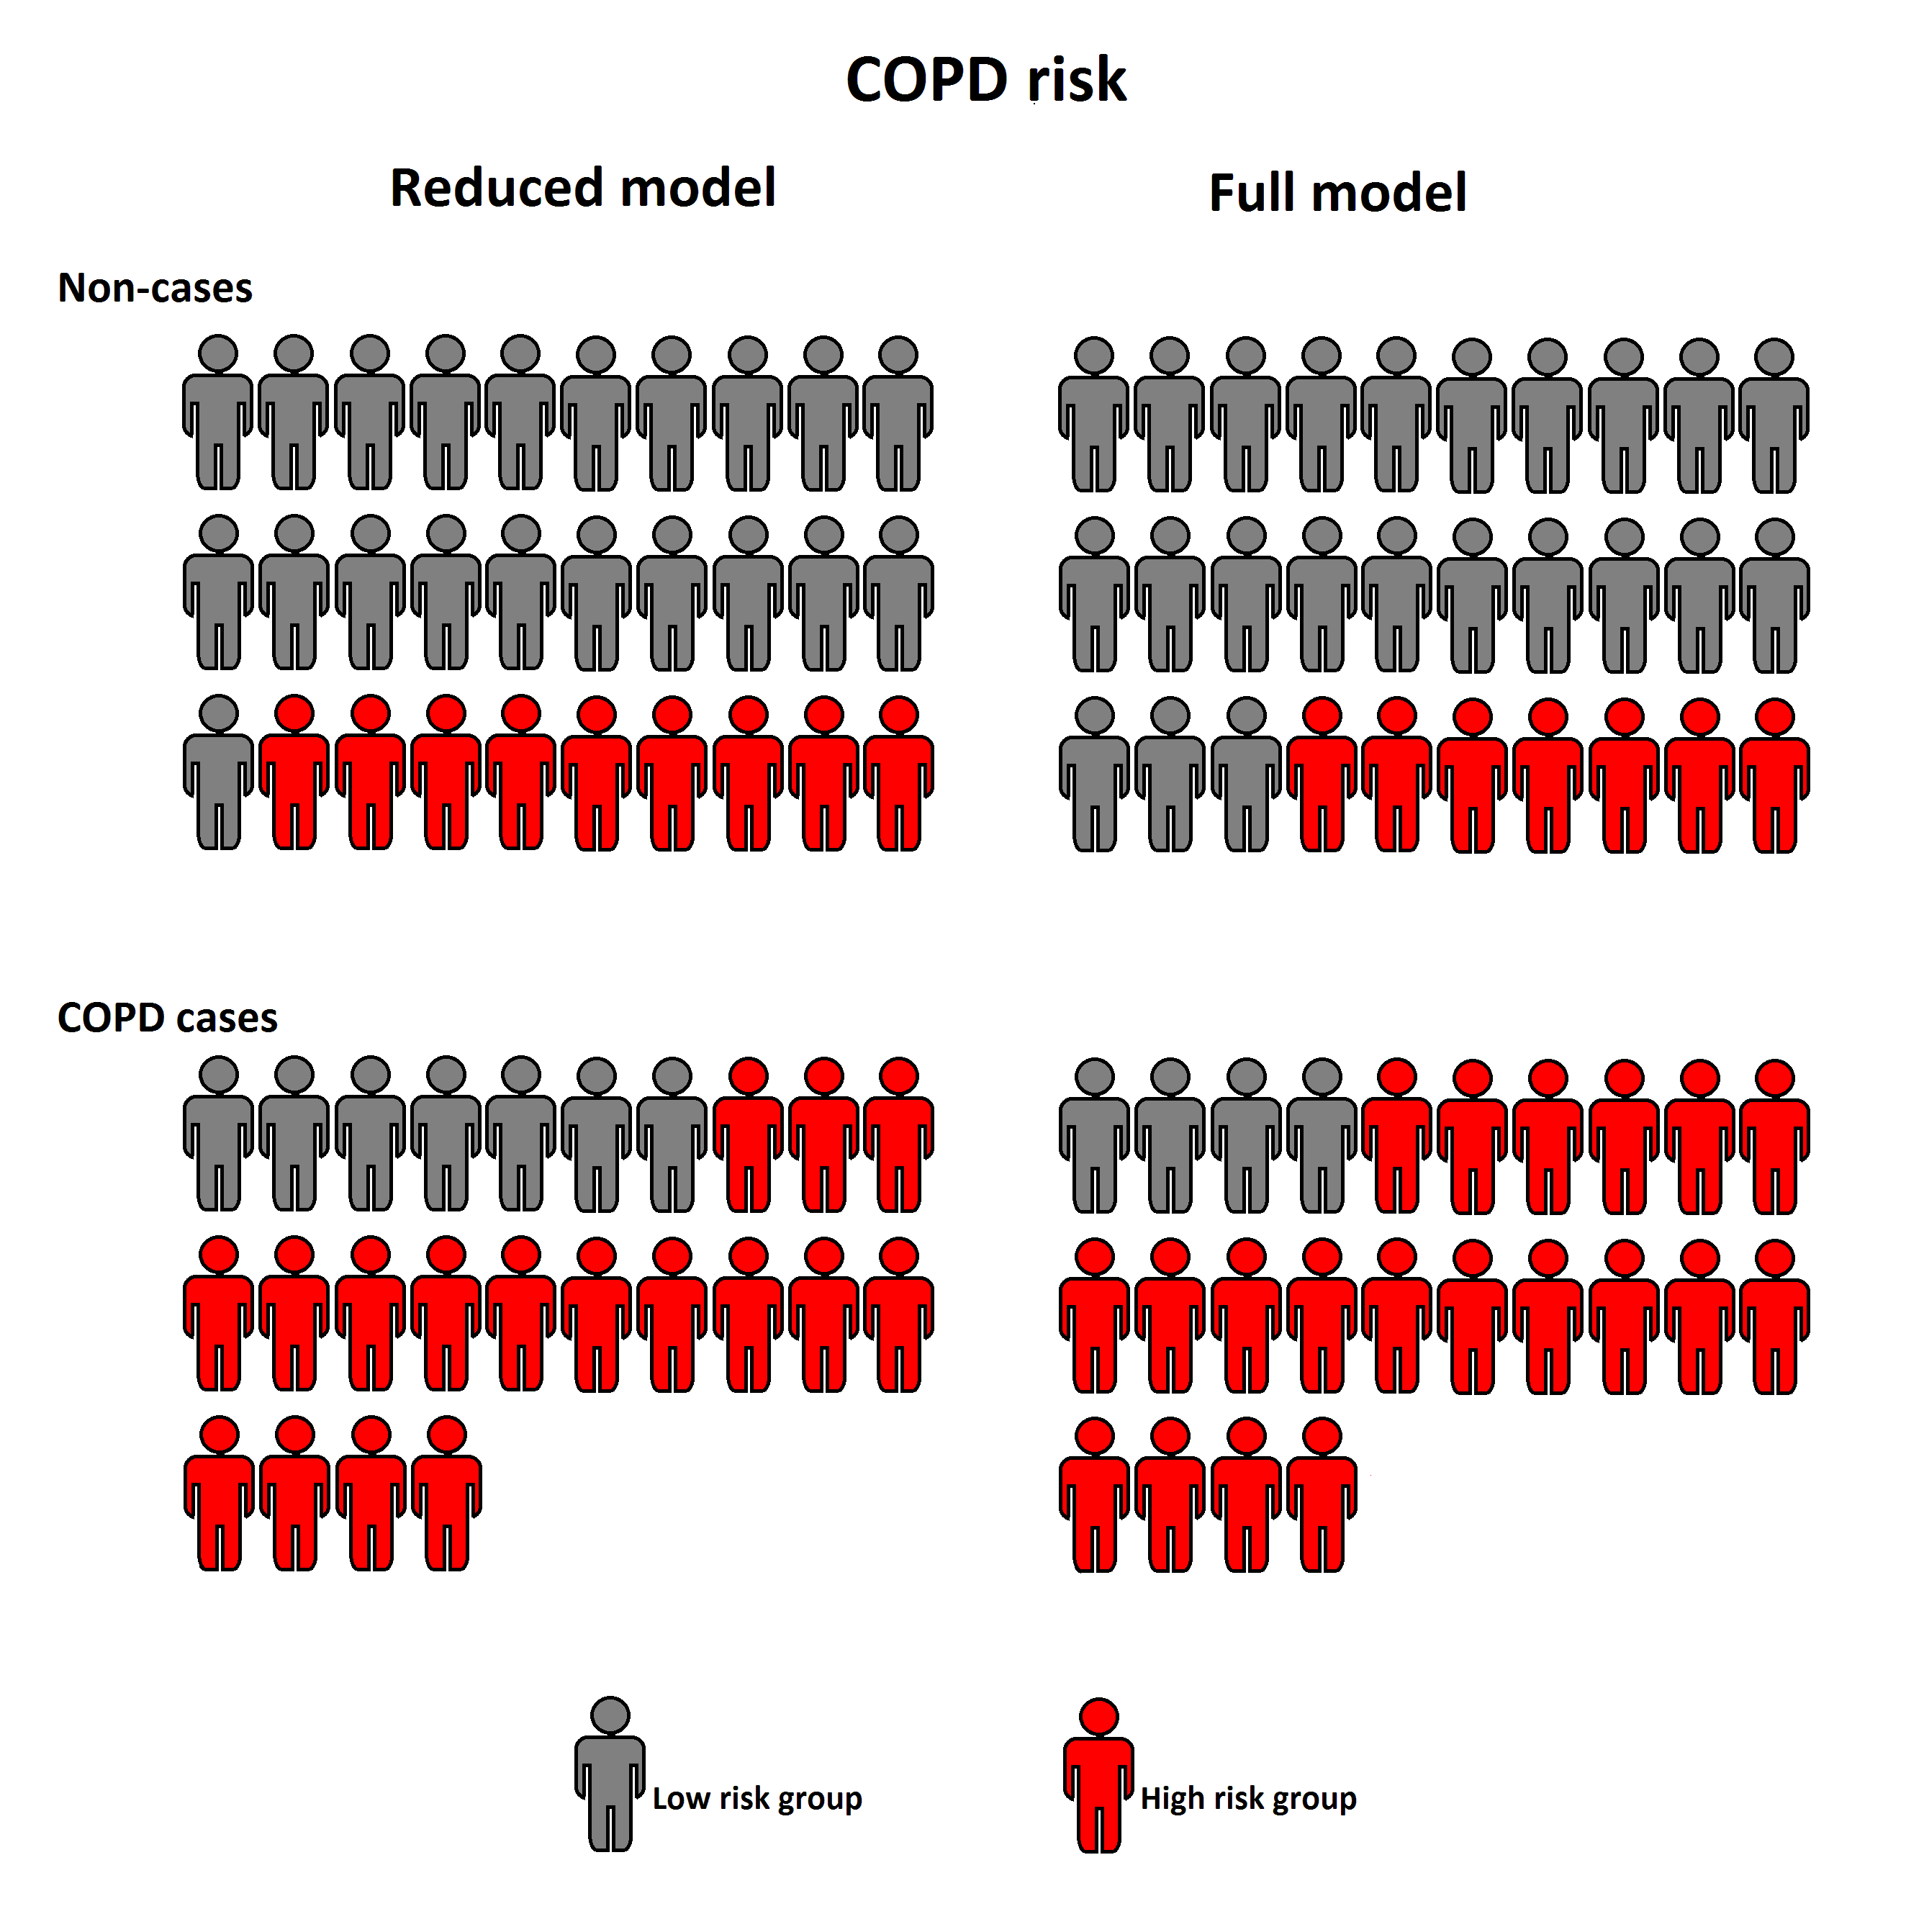 COPD risk
Reduced model
Full model
Non-cases
COPD cases
Low risk group
High risk group